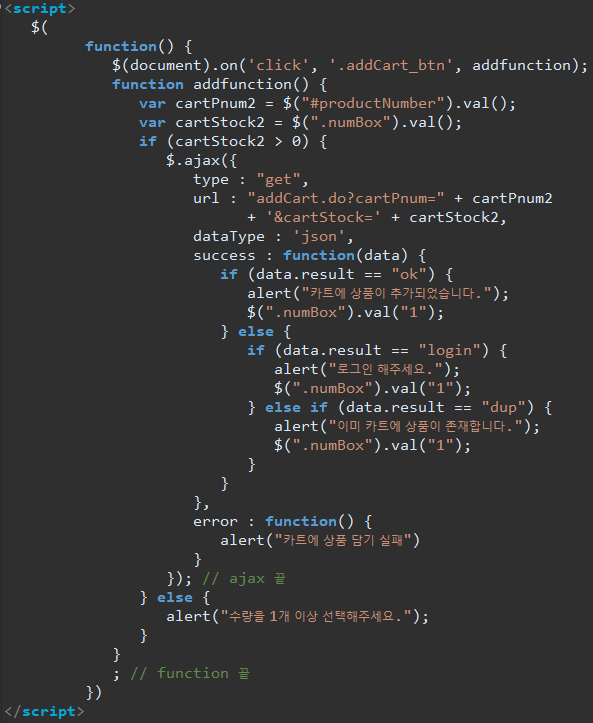 <script>
$(
function() {
$(document).on('click', '.addCart_btn', addfunction);
function addfunction() {
var cartPnum2 = $("#productNumber").val();
var cartStock2 = $(".numBox").val();
if (cartStock2 > 0) {
$.ajax({
type : "get",
url : "addCart.do?cartPnum=" + cartPnum2
+ '&cartStock=' + cartStock2,
dataType : 'json',
success : function(data) {
if (data.result == "ok") {
alert("카트에 상품이 추가되었습니다.");
$(".numBox").val("1");
} else {
if (data.result == "login") {
alert("로그인 해주세요.");
$(".numBox").val("1");
} else if (data.result == "dup") {
alert("이미 카트에 상품이 존재합니다.");
$(".numBox").val("1");
}
}
},
error : function() {
alert("카트에 상품 담기 실패")
}
}); // ajax 끝
} else {
alert("수량을 1개 이상 선택해주세요.");
}
}
; // function 끝
})
</script>